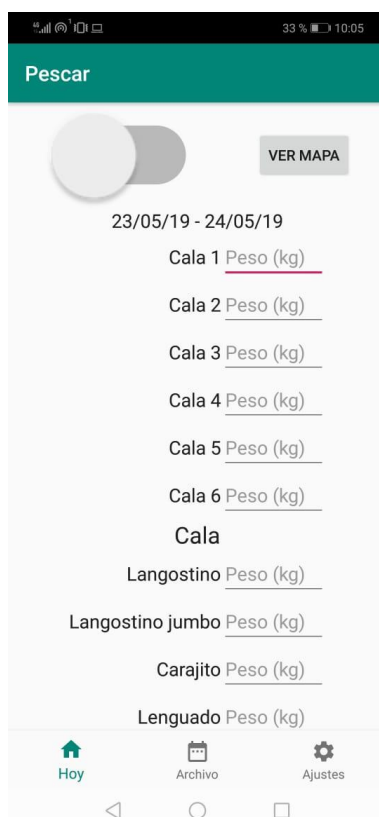 33 % 10:05
Pescar
VER MAPA
23/05/19 - 24/05/19
Cala 1 Peso (kg)
Cala 2 Peso (kg)
Cala 3 Peso (kg)
Cala 4 Peso (kg)
Cala 5 Peso (kg)
Cala 6 Peso (kg)
Cala
Langostino Peso (kg)
Langostino jumbo Peso (kg)
Carajito Peso (kg)
Lenguado Peso (kg)
Hoy Archivo Ajustes